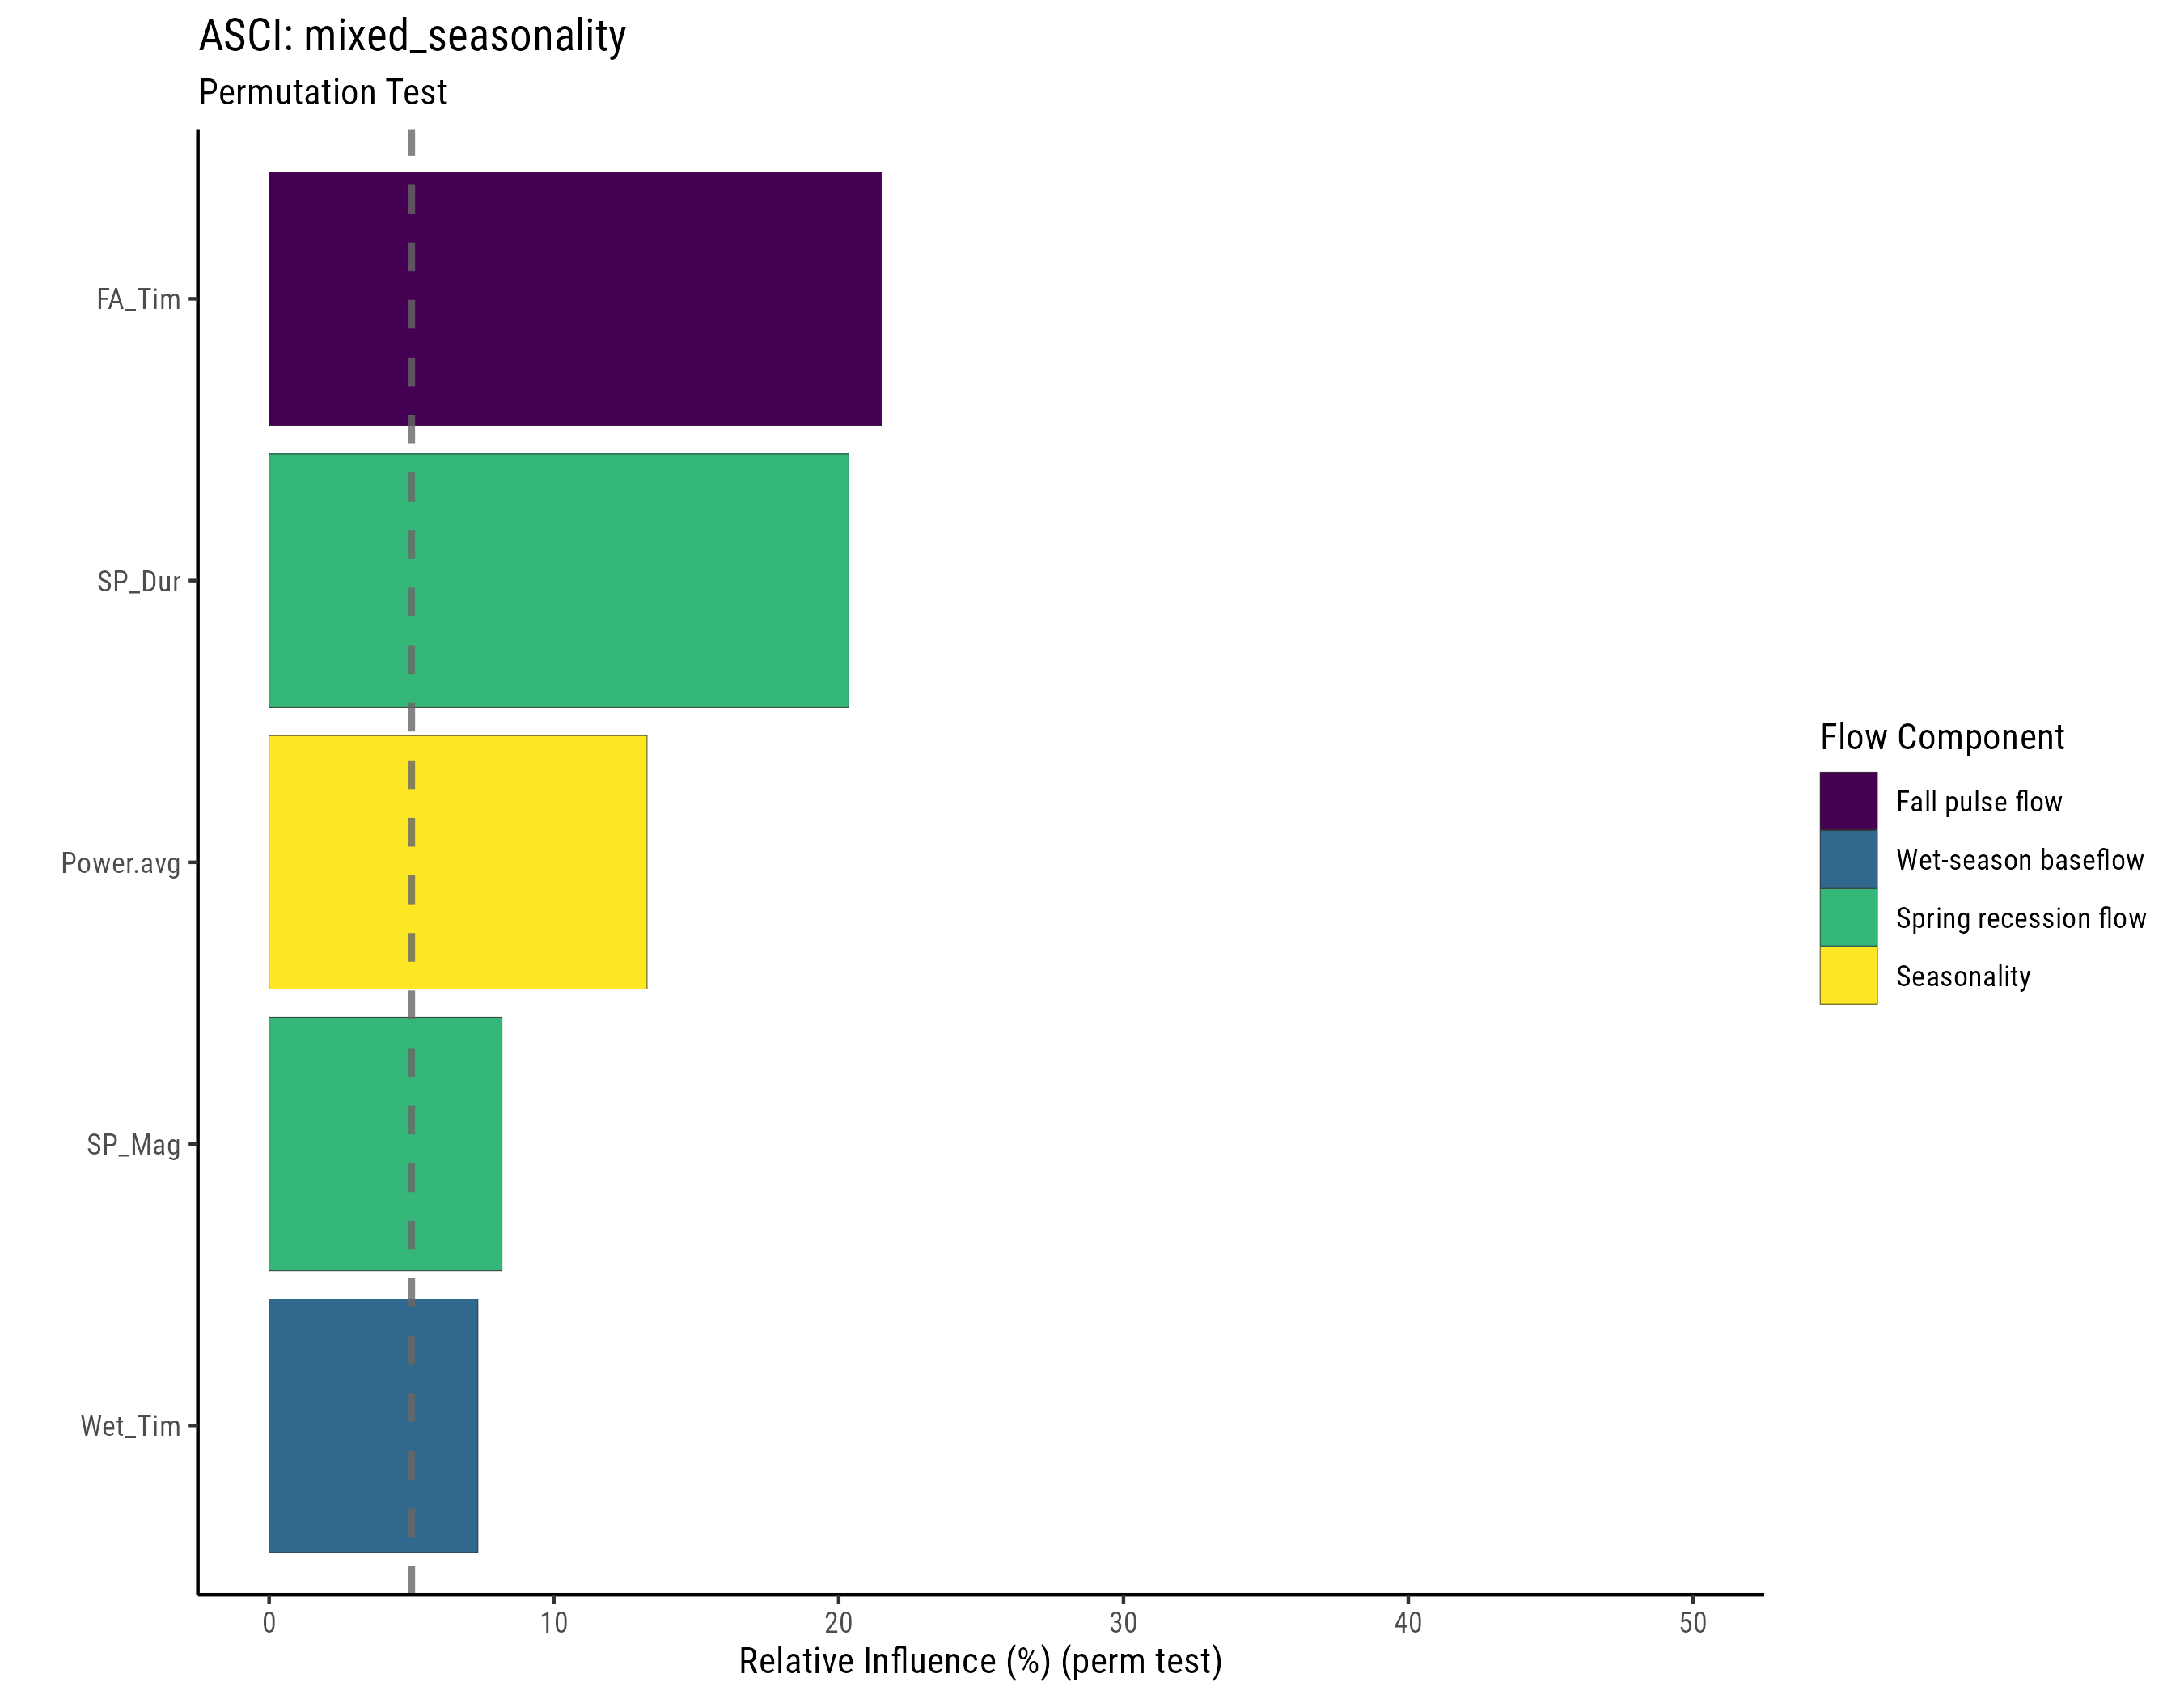 ASCI: mixed_seasonality
Permutation Test
FA_Tim
SP_Dur
Power.avg
SP_Mag
Wet_Tim
0 10 20 30 40 50
Relative Influence (%) (perm test)
Flow Component
Fall pulse flow
Wet-season baseflow
Spring recession flow
Seasonality